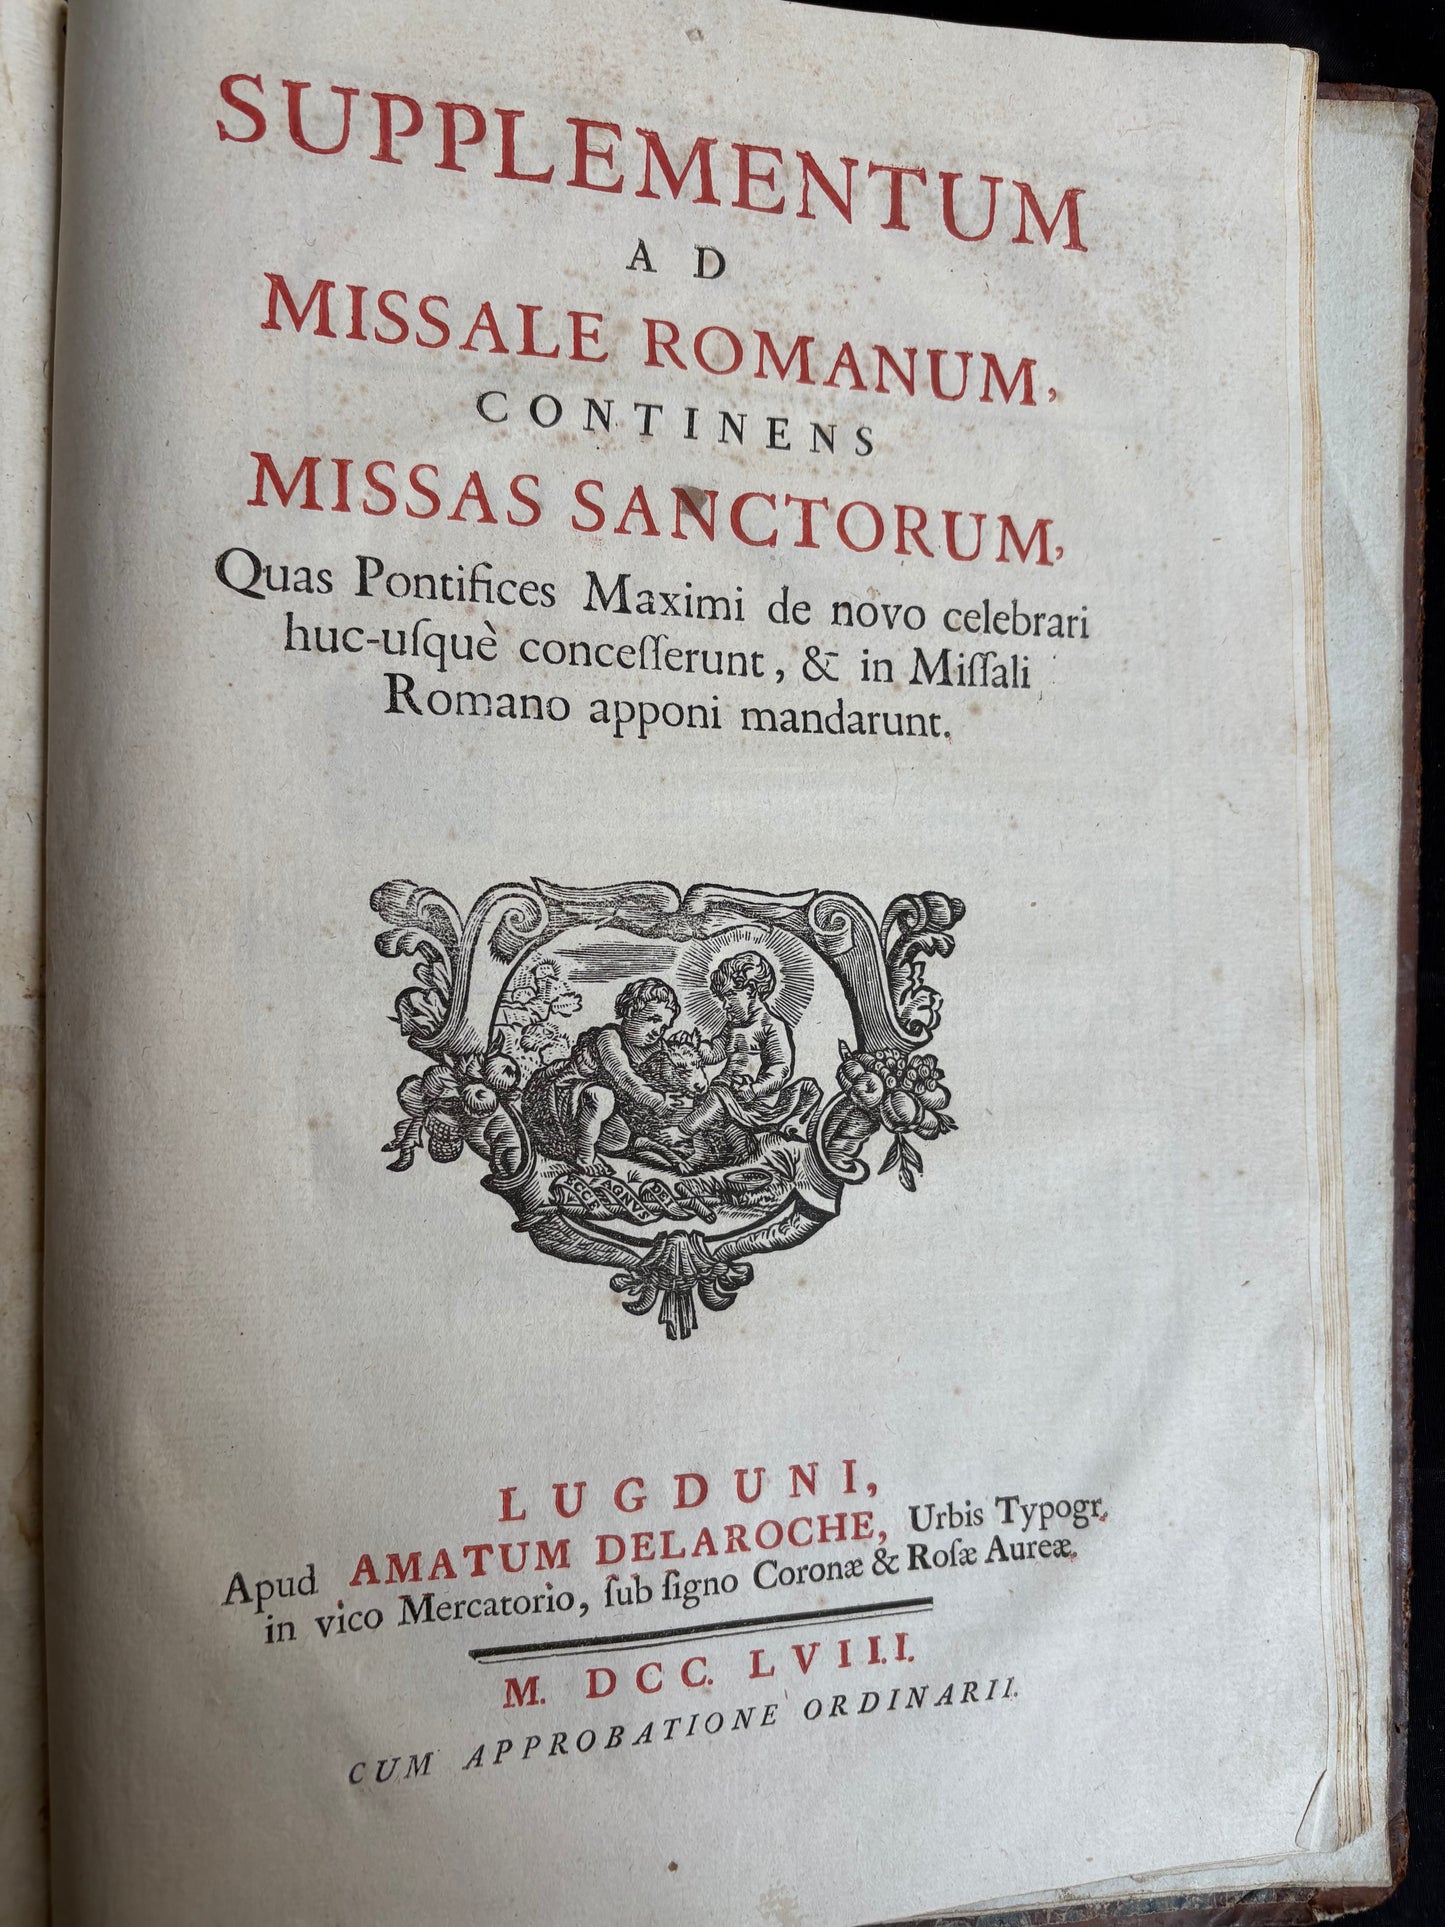 SUPPLEMENTUM
AD
MISSALE ROMANUM,
CONTINENS
MISSAS SANCTORUM,
Quas Pontifices Maximi de novo celebrari
huc-uſquè conceſſerunt, & in Miſſali
Romano apponi mandarunt.
ECCE AGNVS DEI
LUGDUNI,
Apud AMATUM DELAROCHE, Urbis Typogr.
in vico Mercatorio, ſub ſigno Coronæ & Roſæ Aureæ.
M. DCC. LVIII.
CUM APPROBATIONE ORDINARII.